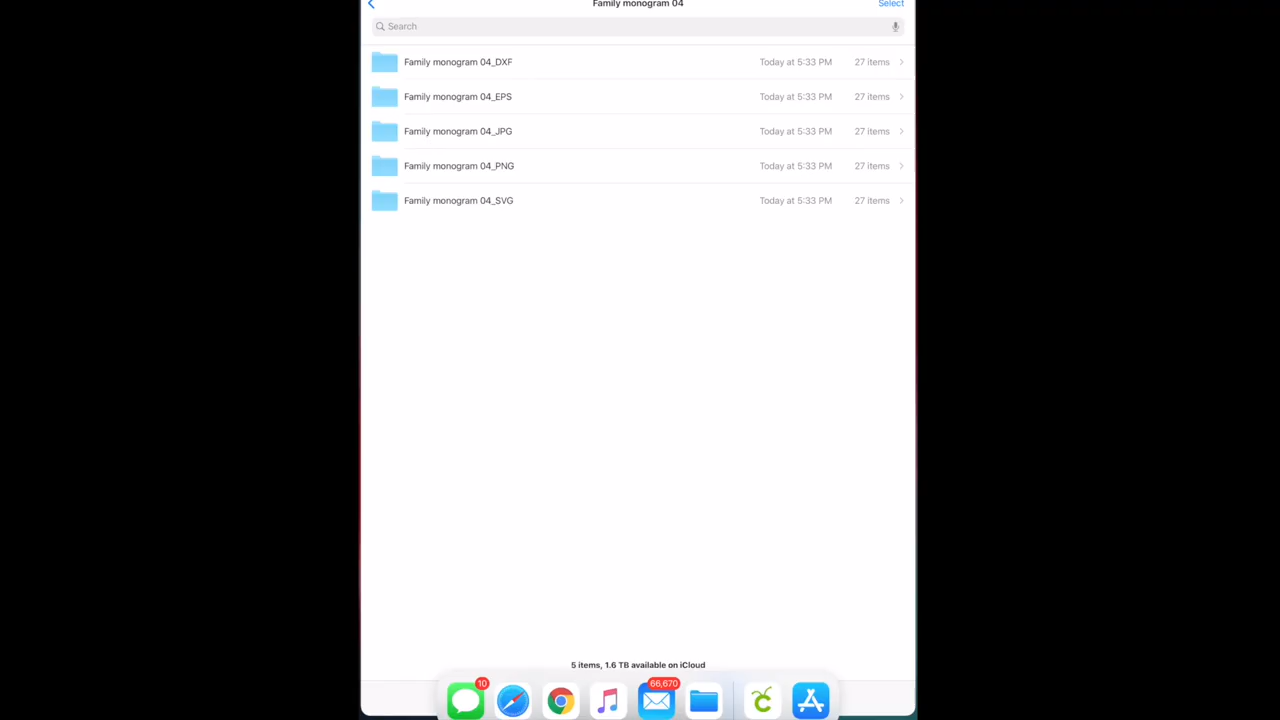 Family monogram 04
Select
Search
Family monogram 04_DXF Today at 5:33 PM 27 items
Family monogram 04_EPS Today at 5:33 PM 27 items
Family monogram 04_JPG Today at 5:33 PM 27 items
Family monogram 04_PNG Today at 5:33 PM 27 items
Family monogram 04_SVG Today at 5:33 PM 27 items
5 items, 1.6 TB available on iCloud
10
66,670